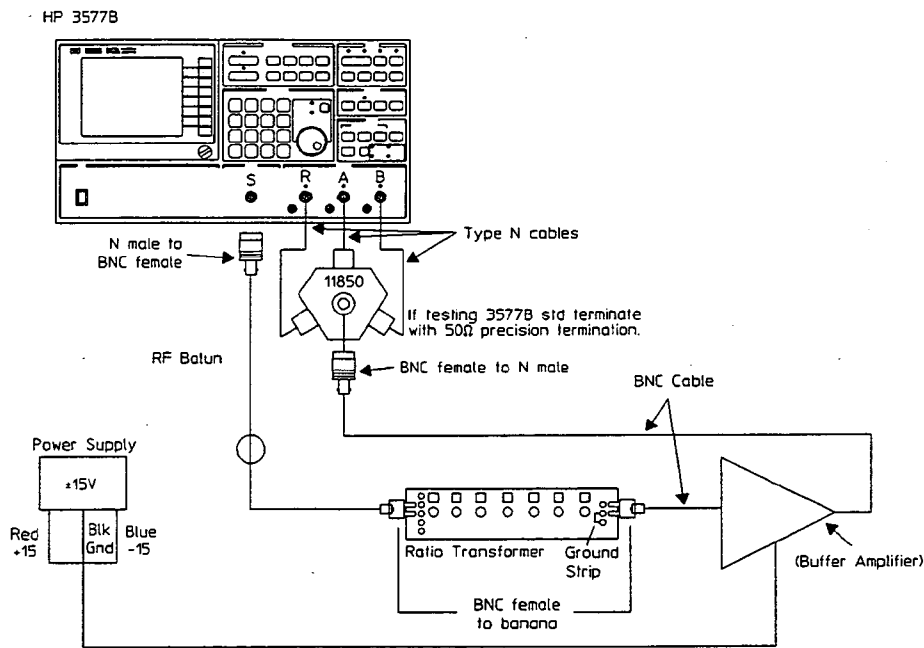 HP 3577B
S
R
A
B
N male to
BNC female
Type N cables
11850
If testing 3577B std terminate
with 50Ω precision termination.
RF Balun
BNC female to N male
BNC Cable
Power Supply
±15V
Red
+15
Blk
Gnd
Blue
-15
Ratio Transformer
Ground
Strip
(Buffer Amplifier)
BNC female
to banana